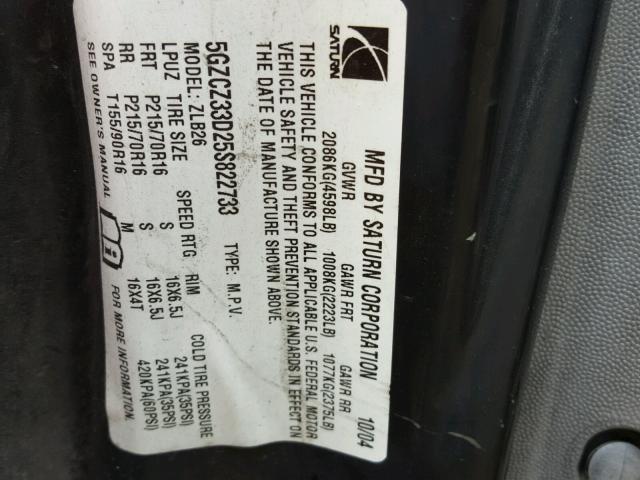 SATURN
MFD BY SATURN CORPORATION 10/04
GVWR GAWR FRT GAWR RR
2086KG(4598LB) 1008KG(2223LB) 1077KG(2375LB)
THIS VEHICLE CONFORMS TO ALL APPLICABLE U.S. FEDERAL MOTOR
VEHICLE SAFETY AND THEFT PREVENTION STANDARDS IN EFFECT ON
THE DATE OF MANUFACTURE SHOWN ABOVE.
5GZCZ33D25S822733 TYPE: M.P.V.
MODEL: ZLB26
LPUZ TIRE SIZE SPEED RTG RIM COLD TIRE PRESSURE
FRT P215/70R16 S 16X6.5J 241KPA(35PSI)
RR P215/70R16 S 16X6.5J 241KPA(35PSI)
SPA T155/90R16 M 16X4T 420KPA(60PSI)
SEE OWNER'S MANUAL FOR MORE INFORMATION.